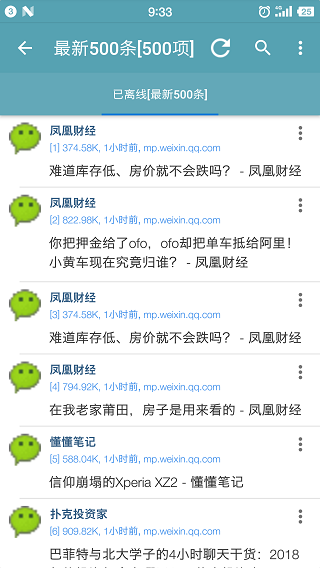 3 N 9:33 4G 25
最新500条[500项]
已离线[最新500条]
凤凰财经
[1] 374.58K, 1小时前, mp.weixin.qq.com
难道库存低、房价就不会跌吗? - 凤凰财经
凤凰财经
[2] 822.98K, 1小时前, mp.weixin.qq.com
你把押金给了ofo，ofo却把单车抵给阿里!
小黄车现在究竟归谁? - 凤凰财经
凤凰财经
[3] 374.58K, 1小时前, mp.weixin.qq.com
难道库存低、房价就不会跌吗? - 凤凰财经
凤凰财经
[4] 794.92K, 1小时前, mp.weixin.qq.com
在我老家莆田，房子是用来看的 - 凤凰财经
懂懂笔记
[5] 588.04K, 1小时前, mp.weixin.qq.com
信仰崩塌的Xperia XZ2 - 懂懂笔记
扑克投资家
[6] 909.82K, 1小时前, mp.weixin.qq.com
巴菲特与北大学子的4小时聊天干货：2018